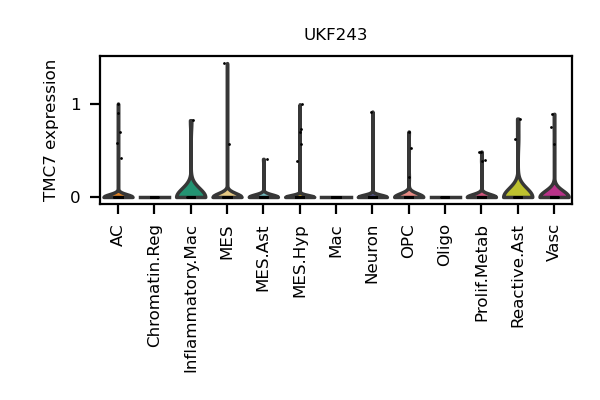 UKF243
TMC7 expression
1
0
AC
Chromatin.Reg
Inflammatory.Mac
MES
MES.Ast
MES.Hyp
Mac
Neuron
OPC
Oligo
Prolif.Metab
Reactive.Ast
Vasc